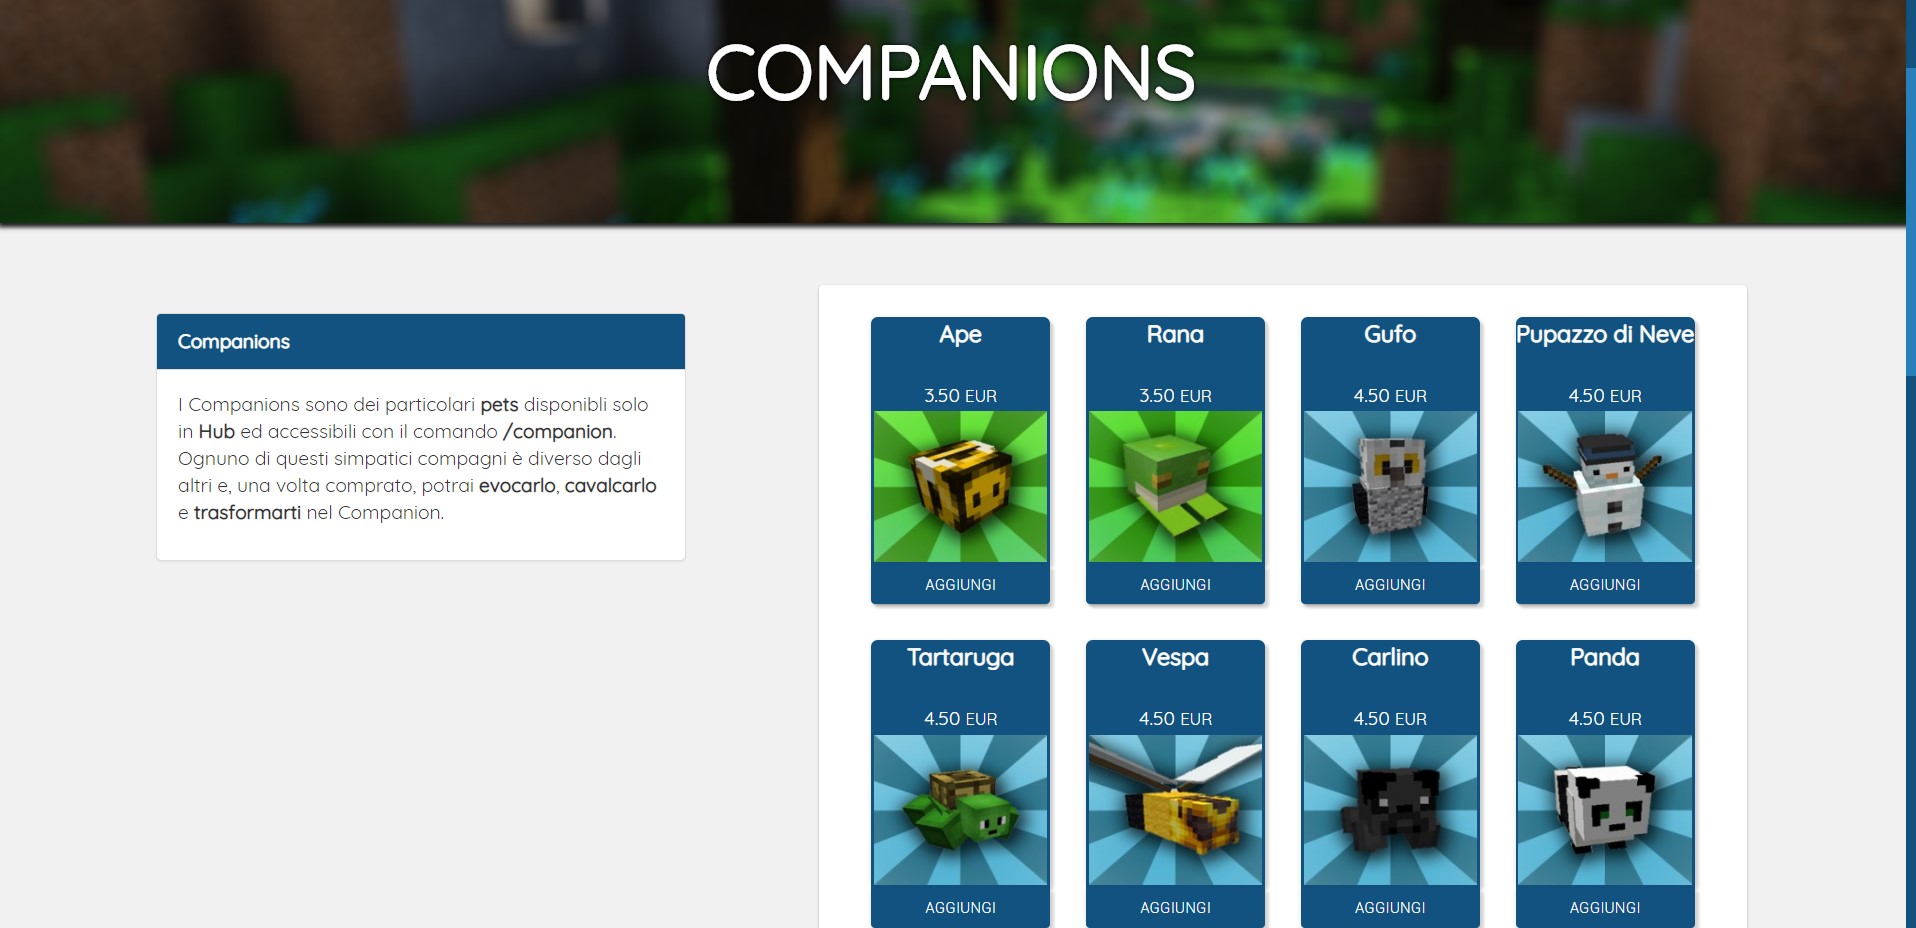 COMPANIONS
Companions
I Companions sono dei particolari pets disponibli solo
in Hub ed accessibili con il comando /companion.
Ognuno di questi simpatici compagni è diverso dagli
altri e, una volta comprato, potrai evocarlo, cavalcarlo
e trasformarti nel Companion.
Ape
3.50 EUR
AGGIUNGI
Rana
3.50 EUR
AGGIUNGI
Gufo
4.50 EUR
AGGIUNGI
Pupazzo di Neve
4.50 EUR
AGGIUNGI
Tartaruga
4.50 EUR
AGGIUNGI
Vespa
4.50 EUR
AGGIUNGI
Carlino
4.50 EUR
AGGIUNGI
Panda
4.50 EUR
AGGIUNGI